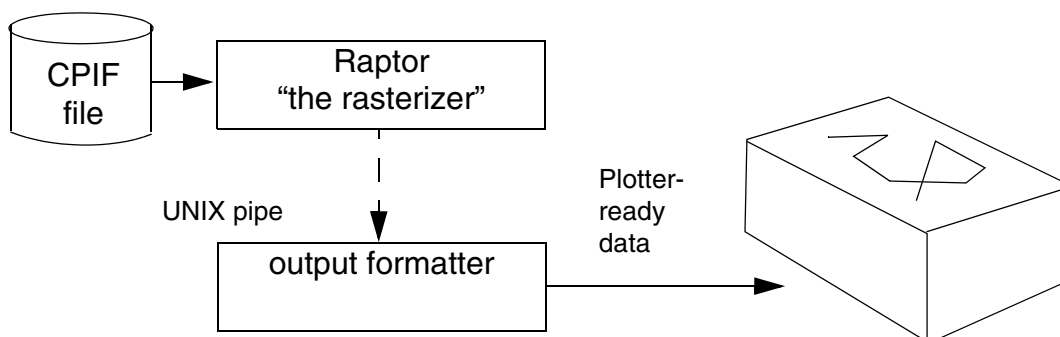 CPIF
file
Raptor
“the rasterizer”
UNIX pipe
output formatter
Plotter-
ready
data